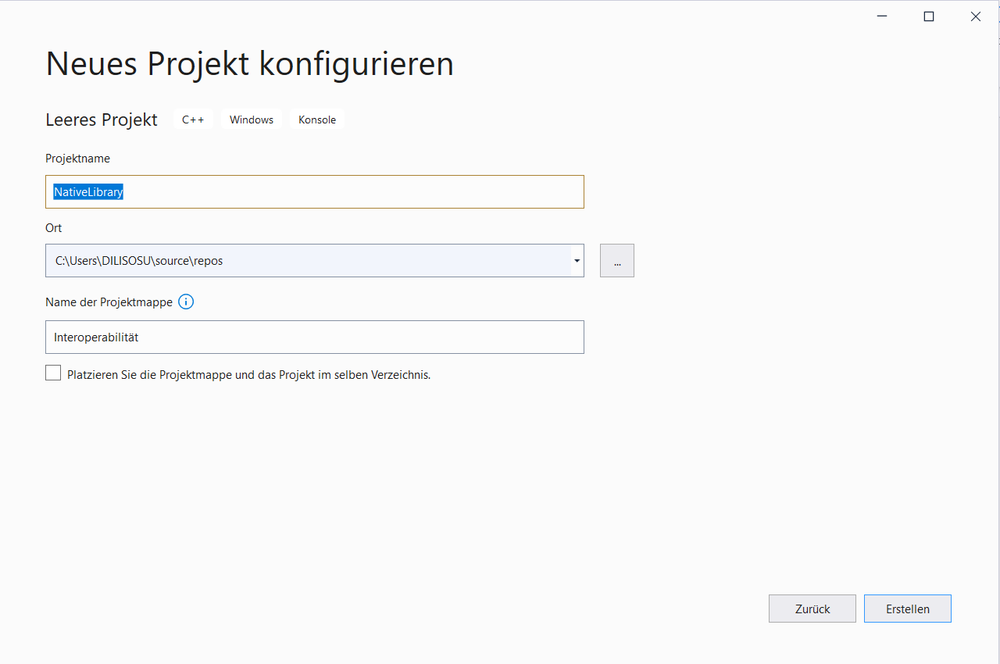 Neues Projekt konfigurieren
Leeres Projekt C++ Windows Konsole
Projektname
NativeLibrary
Ort
C:\Users\DILISOSU\source\repos
...
Name der Projektmappe
Interoperabilität
Platzieren Sie die Projektmappe und das Projekt im selben Verzeichnis.
Zurück Erstellen